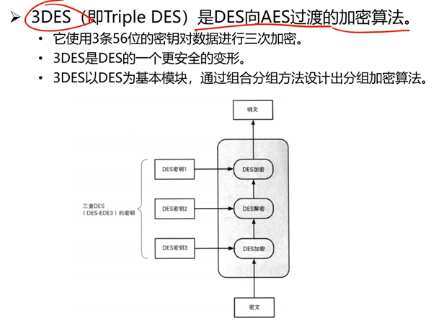 ➢ 3DES（即Triple DES）是DES向AES过渡的加密算法。
• 它使用3条56位的密钥对数据进行三次加密。
• 3DES是DES的一个更安全的变形。
• 3DES以DES为基本模块，通过组合分组方法设计出分组加密算法。
明文
DES密钥1
DES加密
三重DES
（DES-EDE3）的密钥
DES密钥2
DES解密
DES密钥3
DES加密
密文